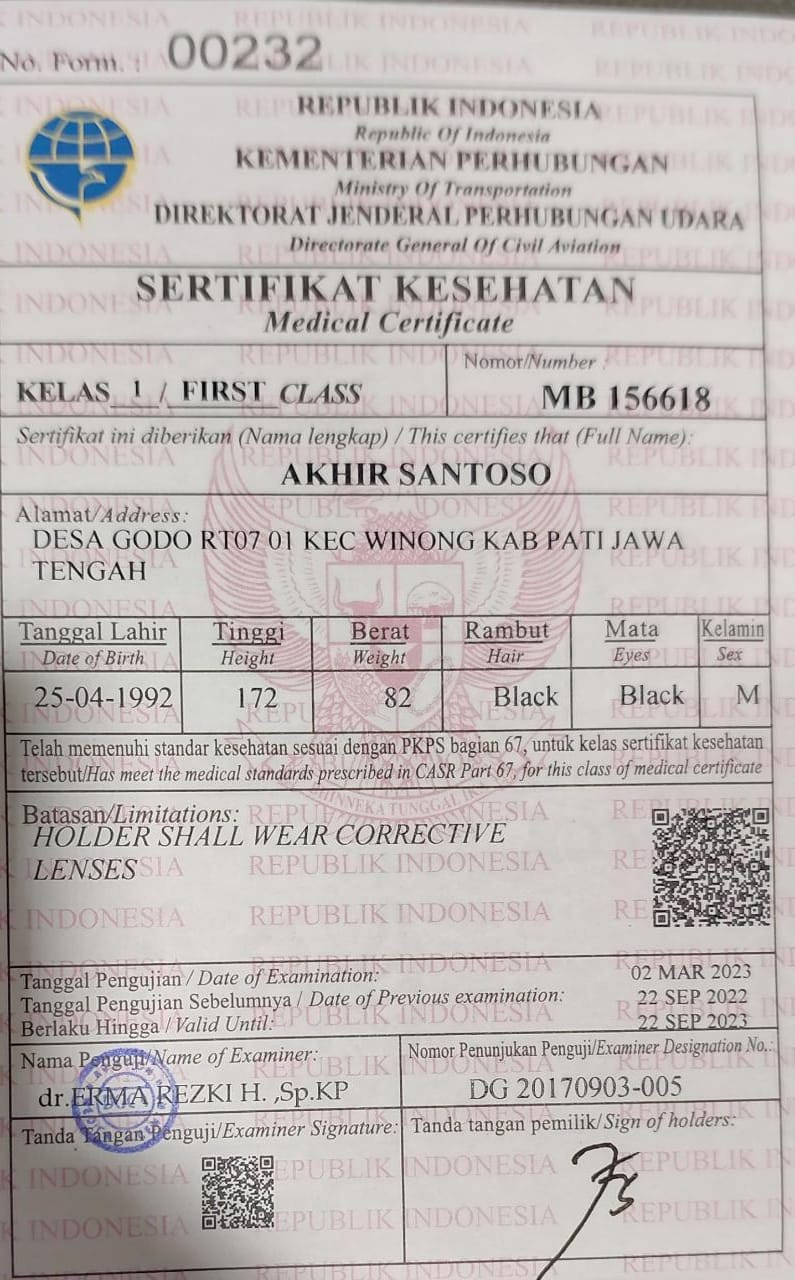 No. Form. : 00232
REPUBLIK INDONESIA
Republic Of Indonesia
KEMENTERIAN PERHUBUNGAN
Ministry Of Transportation
DIREKTORAT JENDERAL PERHUBUNGAN UDARA
Directorate General Of Civil Aviation
SERTIFIKAT KESEHATAN
Medical Certificate
KELAS 1 / FIRST CLASS
Nomor/Number :
MB 156618
Sertifikat ini diberikan (Nama lengkap) / This certifies that (Full Name):
AKHIR SANTOSO
Alamat/Address:
DESA GODO RT07 01 KEC WINONG KAB PATI JAWA
TENGAH
Tanggal Lahir Tinggi Berat Rambut Mata Kelamin
Date of Birth Height Weight Hair Eyes Sex
25-04-1992 172 82 Black Black M
Telah memenuhi standar kesehatan sesuai dengan PKPS bagian 67, untuk kelas sertifikat kesehatan
tersebut/Has meet the medical standards prescribed in CASR Part 67, for this class of medical certificate
Batasan/Limitations:
HOLDER SHALL WEAR CORRECTIVE
LENSES
Tanggal Pengujian / Date of Examination: 02 MAR 2023
Tanggal Pengujian Sebelumnya / Date of Previous examination: 22 SEP 2022
Berlaku Hingga / Valid Until: 22 SEP 2023
Nama Penguji/Name of Examiner:
dr.ERMA REZKI H. ,Sp.KP
Nomor Penunjukan Penguji/Examiner Designation No.:
DG 20170903-005
Tanda Tangan Penguji/Examiner Signature:
Tanda tangan pemilik/Sign of holders: